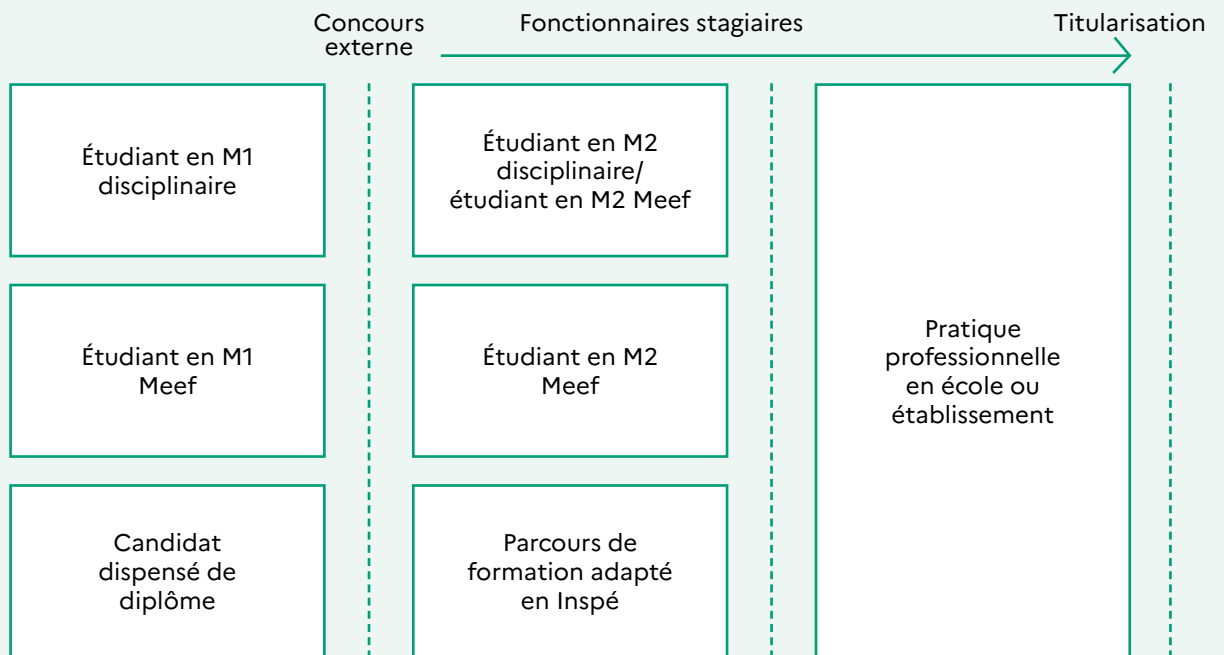 Concours
externe
Fonctionnaires stagiaires
Titularisation
Étudiant en M1
disciplinaire
Étudiant en M2
disciplinaire/
étudiant en M2 Meef
Étudiant en M1
Meef
Étudiant en M2
Meef
Pratique
professionnelle
en école ou
établissement
Candidat
dispensé de
diplôme
Parcours de
formation adapté
en Inspé